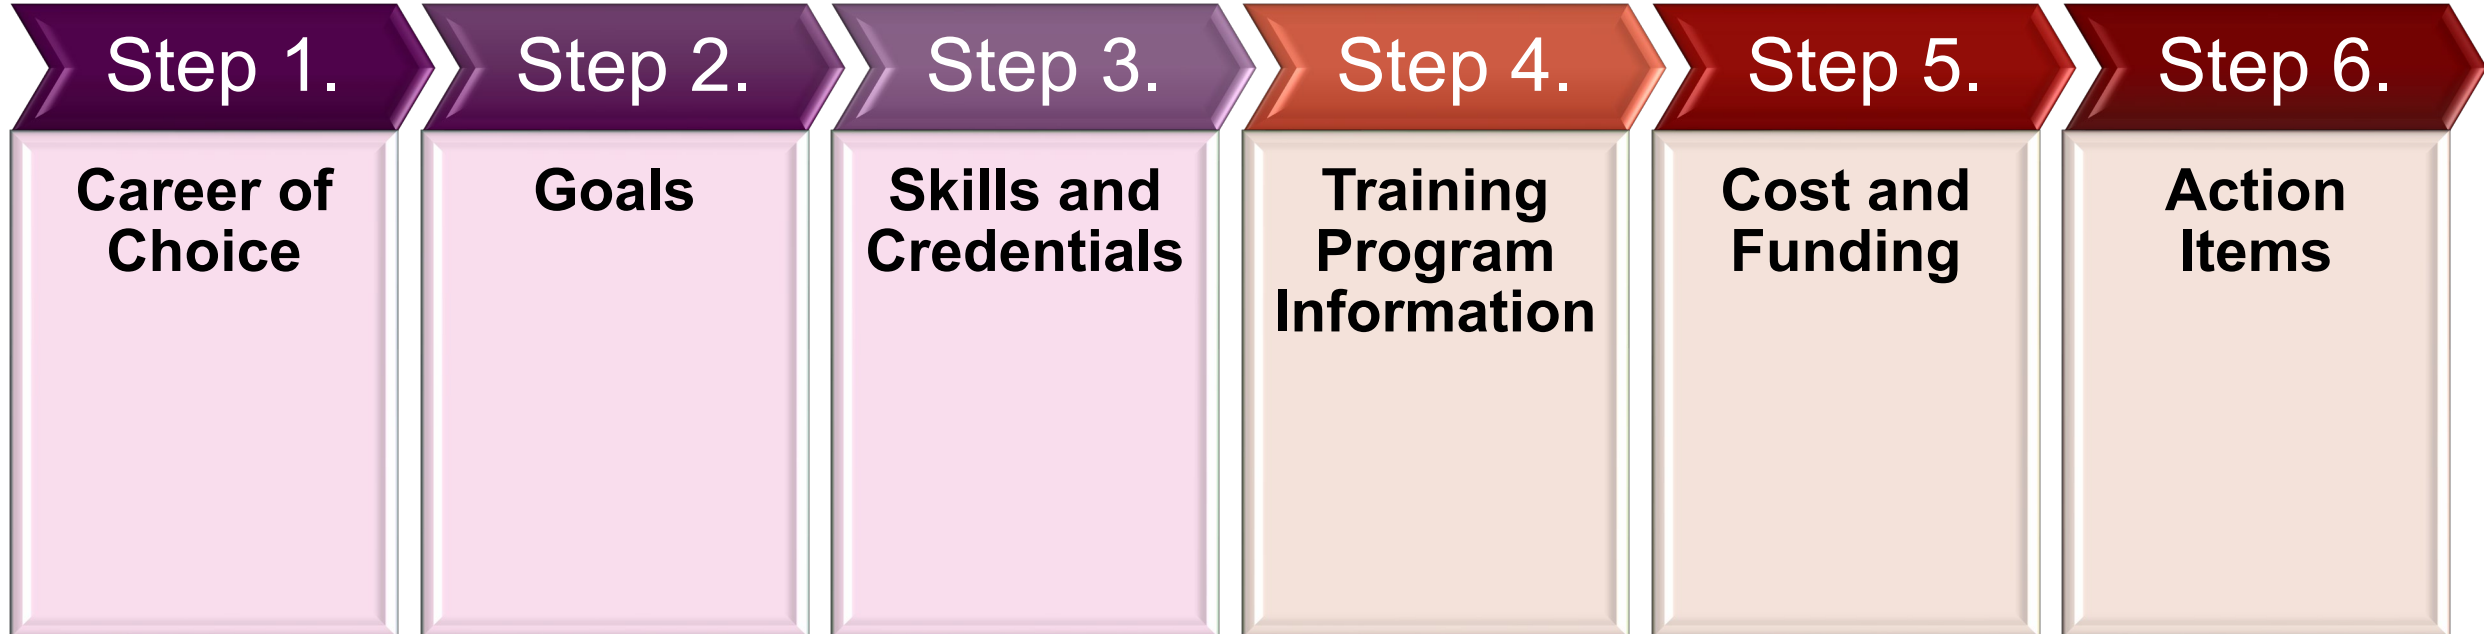 Step 1.
Career of
Choice
Step 2.
Goals
Step 3.
Skills and
Credentials
Step 4.
Training
Program
Information
Step 5.
Cost and
Funding
Step 6.
Action
Items